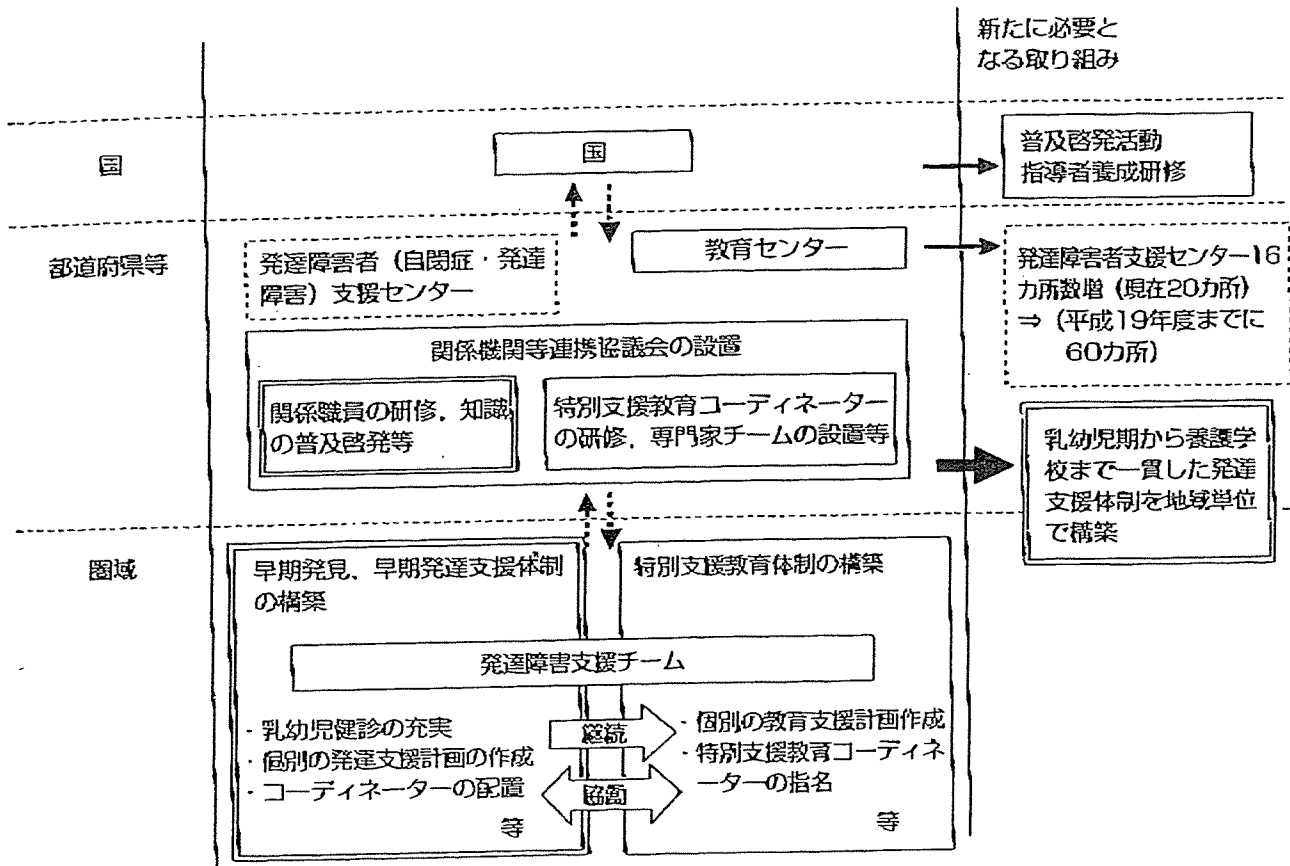 新たに必要と
なる取り組み
国
国
普及啓発活動
指導者養成研修
都道府県等
発達障害者（自閉症・発達
障害）支援センター
教育センター
発達障害者支援センター16
カ所数増（現在20カ所）
⇒（平成19年度までに
60カ所）
関係機関等連携協議会の設置
関係職員の研修，知識
の普及啓発等
特別支援教育コーディネーター
の研修，専門家チームの設置等
乳幼児期から養護学
校まで一貫した発達
支援体制を地域単位
で構築
圏域
早期発見、早期発達支援体制
の構築
特別支援教育体制の構築
発達障害支援チーム
・乳幼児健診の充実
・個別の発達支援計画の作成
・コーディネーターの配置
等
継続
協働
・個別の教育支援計画作成
・特別支援教育コーディネ
ーターの指名
等